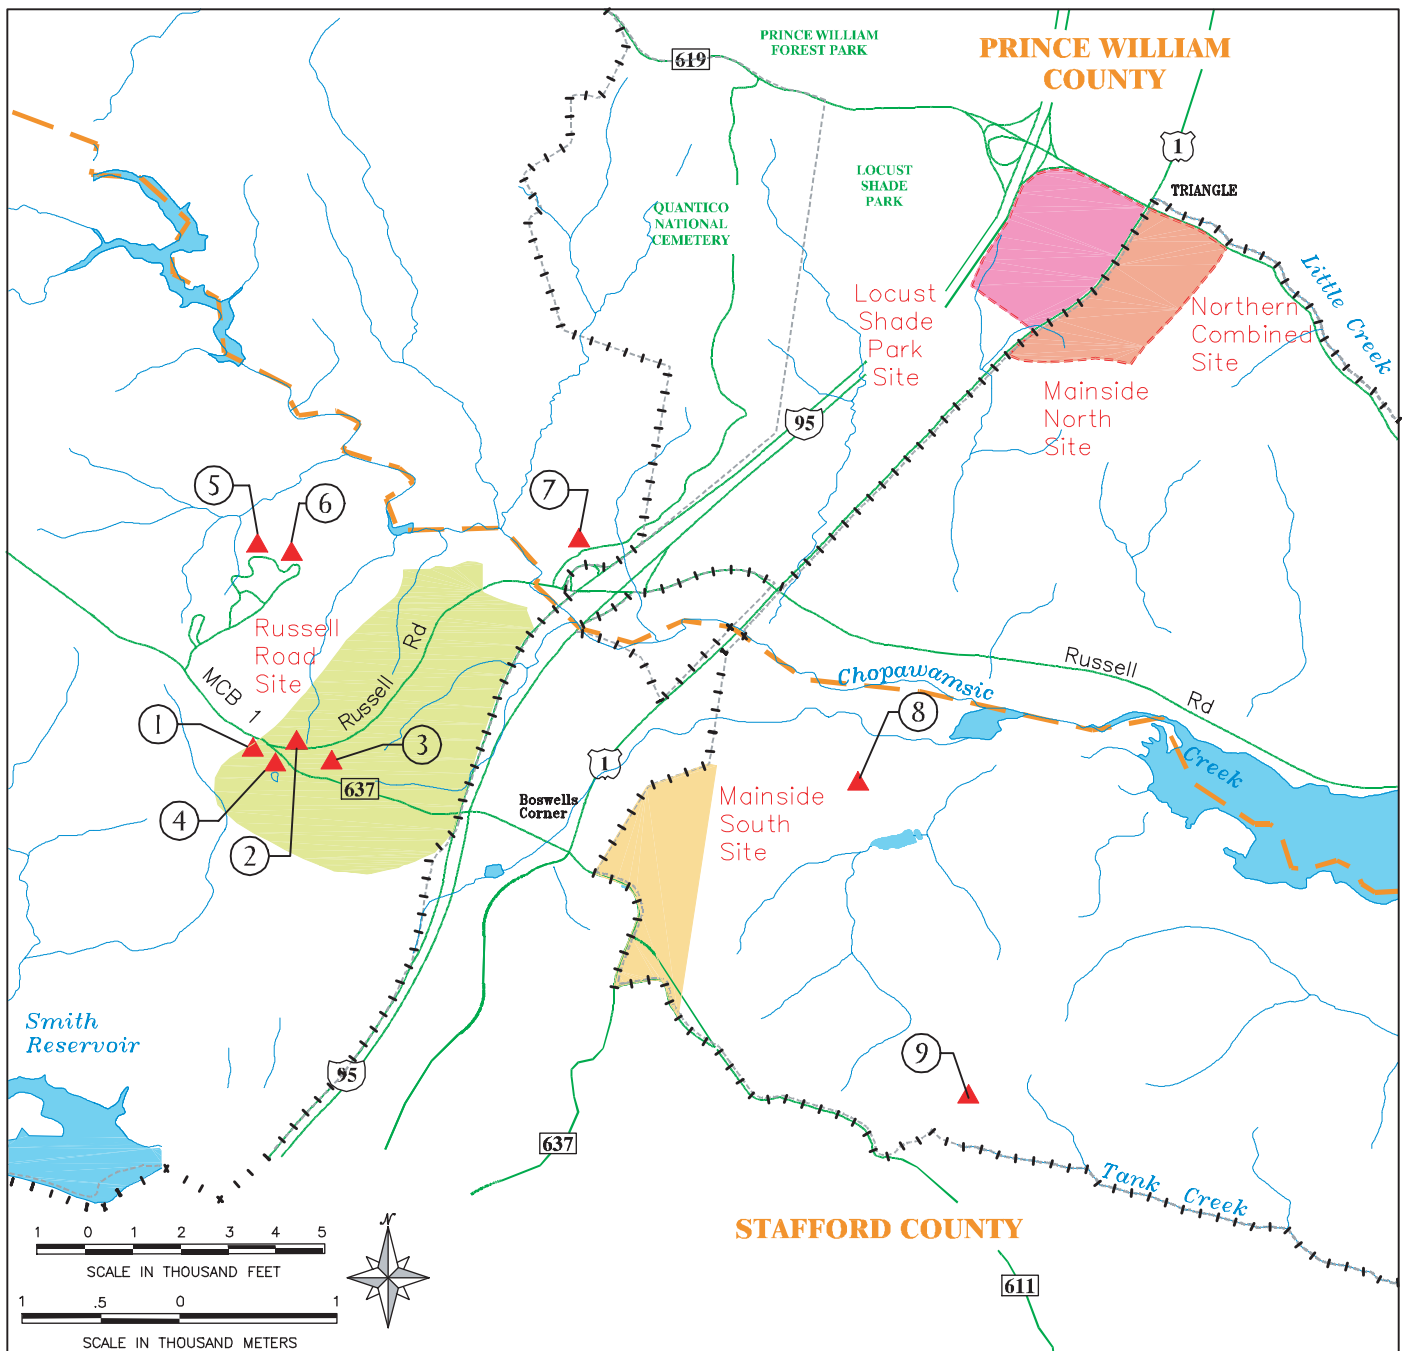 PRINCE WILLIAM
FOREST PARK
PRINCE WILLIAM
COUNTY
619
1
LOCUST
SHADE
PARK
TRIANGLE
QUANTICO
NATIONAL
CEMETERY
Little Creek
Locust
Shade
Park
Site
Northern
Combined
Site
Mainside
North
Site
95
5
6
7
Russell
Road
Site
Rd
Russell
MCB 1
Russell
Rd
Chopawamsic
Creek
1
2
3
4
8
637
1
Boswells
Corner
Mainside
South
Site
Smith
Reservoir
95
9
637
Tank Creek
STAFFORD COUNTY
611
N
1 0 1 2 3 4 5
SCALE IN THOUSAND FEET
1 .5 0 1
SCALE IN THOUSAND METERS